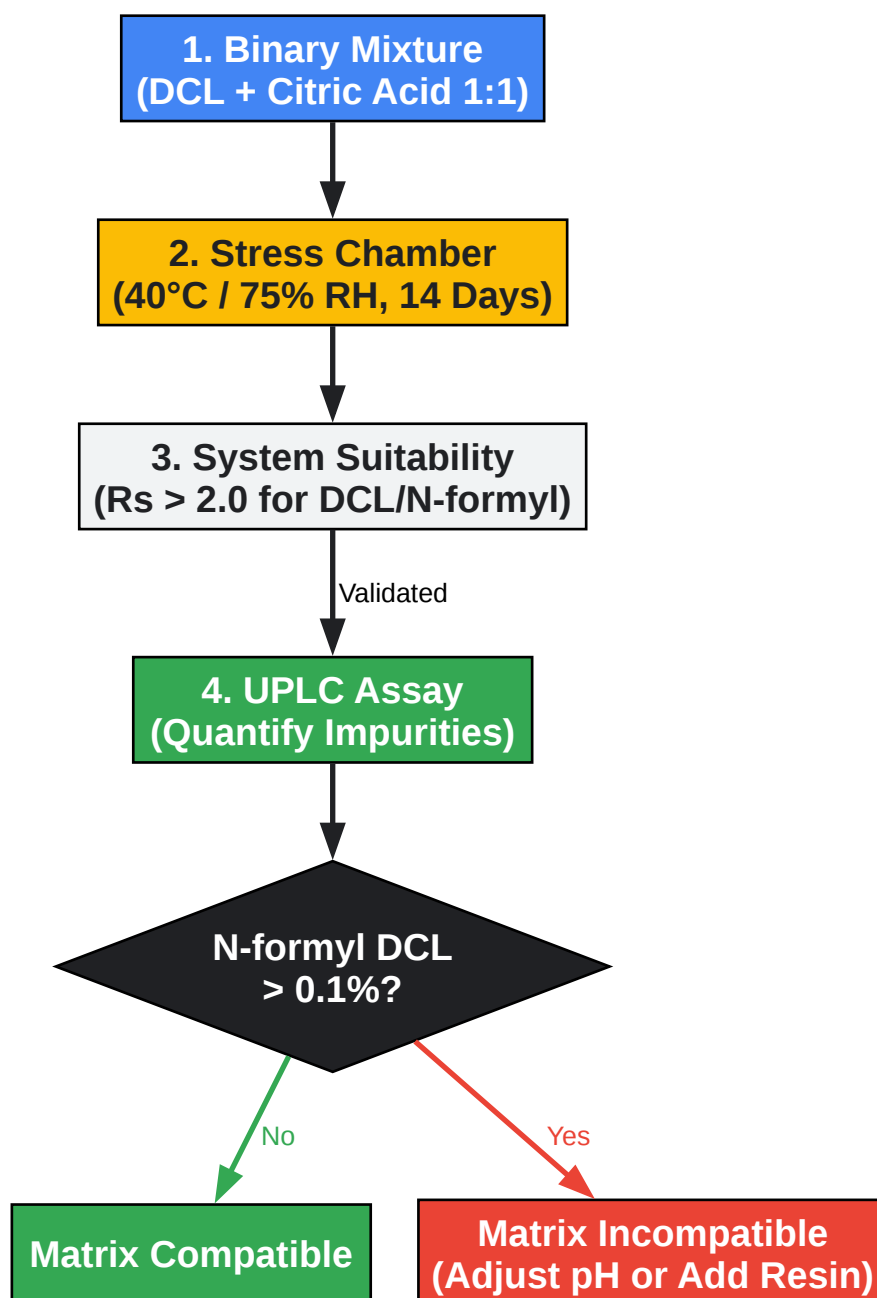 1. Binary Mixture
(DCL + Citric Acid 1:1)
2. Stress Chamber
(40°C / 75% RH, 14 Days)
3. System Suitability
(Rs > 2.0 for DCL/N-formyl)
Validated
4. UPLC Assay
(Quantify Impurities)
N-formyl DCL
> 0.1%?
No
Yes
Matrix Compatible
Matrix Incompatible
(Adjust pH or Add Resin)